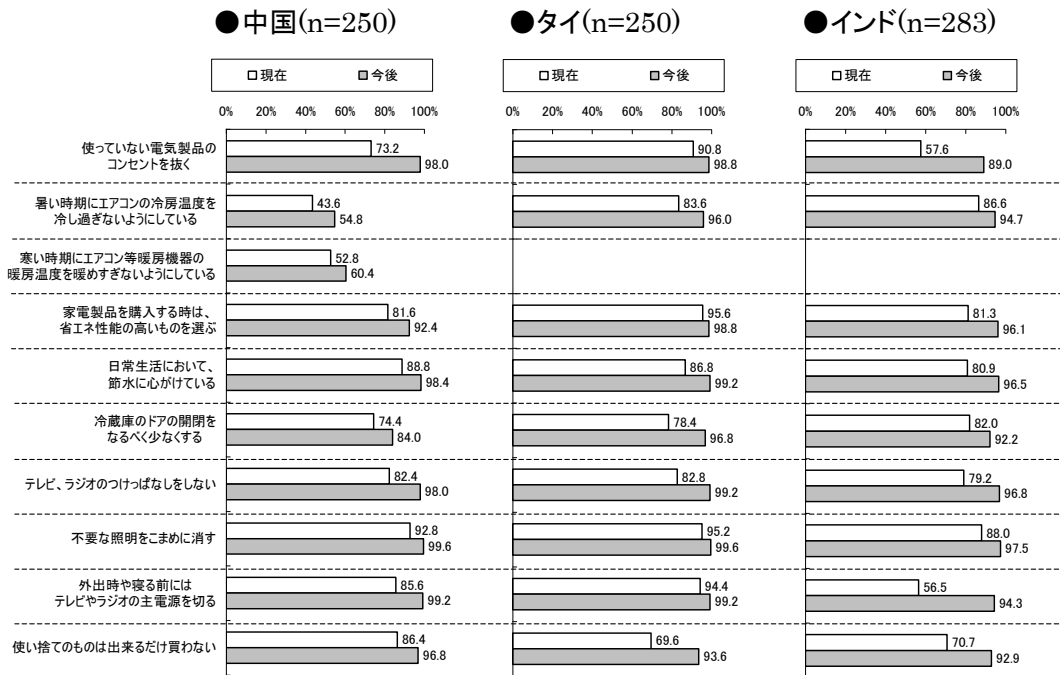 ●中国(n=250)
●タイ(n=250)
●インド(n=283)
□現在 ■今後
□現在 ■今後
□現在 ■今後
0% 20% 40% 60% 80% 100%
0% 20% 40% 60% 80% 100%
0% 20% 40% 60% 80% 100%
使っていない電気製品の
コンセントを抜く
73.2 90.8 57.6
98.0 98.8 89.0
暑い時期にエアコンの冷房温度を
冷し過ぎないようにしている
43.6 83.6 86.6
54.8 96.0 94.7
寒い時期にエアコン等暖房機器の
暖房温度を暖めすぎないようにしている
52.8
60.4
家電製品を購入する時は、
省エネ性能の高いものを選ぶ
81.6 95.6 81.3
92.4 98.8 96.1
日常生活において、
節水に心がけている
88.8 86.8 80.9
98.4 99.2 96.5
冷蔵庫のドアの開閉を
なるべく少なくする
74.4 78.4 82.0
84.0 96.8 92.2
テレビ、ラジオのつけっぱなしをしない
82.4 82.8 79.2
98.0 99.2 96.8
不要な照明をこまめに消す
92.8 95.2 88.0
99.6 99.6 97.5
外出時や寝る前には
テレビやラジオの主電源を切る
85.6 94.4 56.5
99.2 99.2 94.3
使い捨てのものは出来るだけ買わない
86.4 69.6 70.7
96.8 93.6 92.9